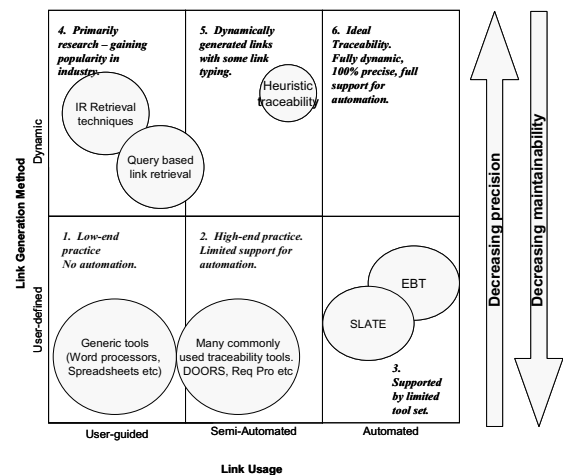 4. Primarily
research – gaining
popularity in
industry.
5. Dynamically
generated links
with some link
typing.
6. Ideal
Traceability.
Fully dynamic,
100% precise, full
support for
automation.
IR Retrieval
techniques
Query based
link retrieval
Heuristic
traceability
1. Low-end
practice
No automation.
2. High-end practice.
Limited support for
automation.
Generic tools
(Word processors,
Spreadsheets etc)
Many commonly
used traceability tools.
DOORS, Req Pro etc
EBT
SLATE
3.
Supported
by limited
tool set.
Link Generation Method
Dynamic
User-defined
User-guided
Semi-Automated
Automated
Link Usage
Decreasing precision
Decreasing maintainability